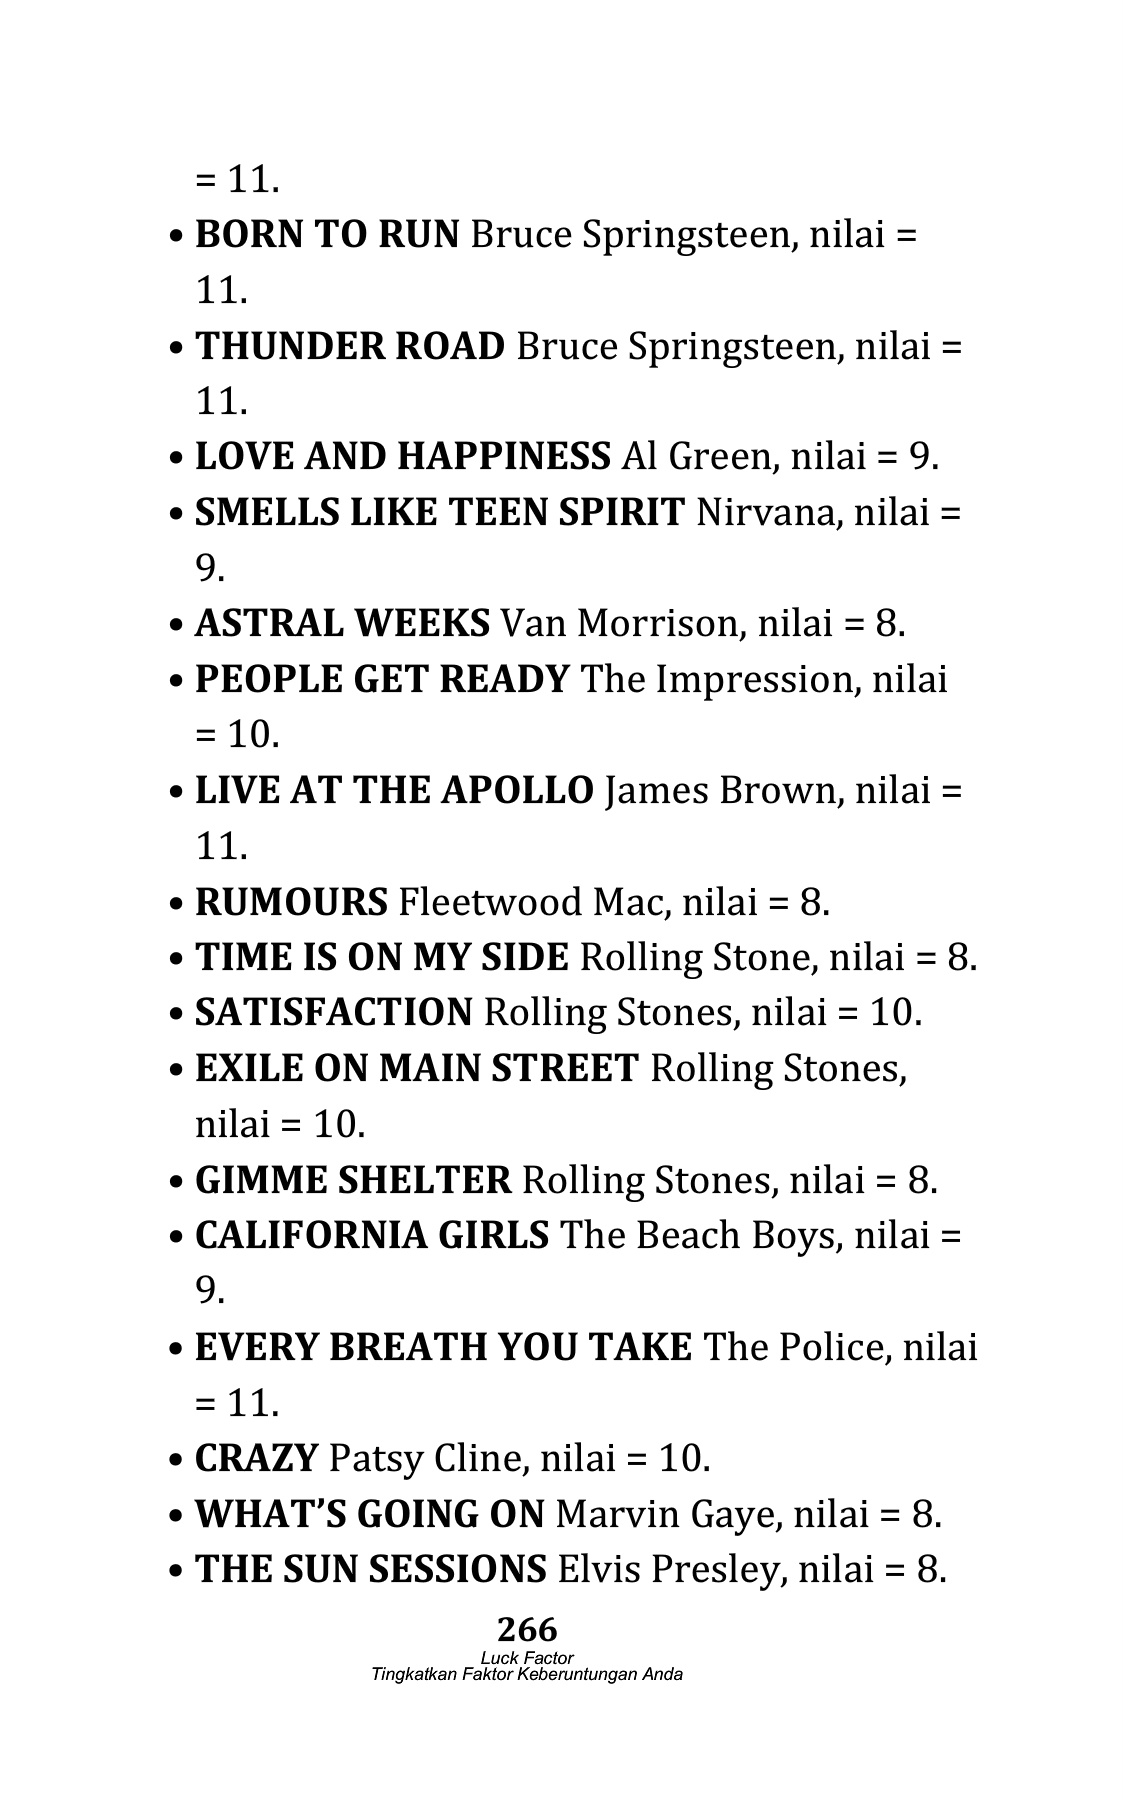 = 11.
• BORN TO RUN Bruce Springsteen, nilai =
11.
• THUNDER ROAD Bruce Springsteen, nilai =
11.
• LOVE AND HAPPINESS Al Green, nilai = 9.
• SMELLS LIKE TEEN SPIRIT Nirvana, nilai =
9.
• ASTRAL WEEKS Van Morrison, nilai = 8.
• PEOPLE GET READY The Impression, nilai
= 10.
• LIVE AT THE APOLLO James Brown, nilai =
11.
• RUMOURS Fleetwood Mac, nilai = 8.
• TIME IS ON MY SIDE Rolling Stone, nilai = 8.
• SATISFACTION Rolling Stones, nilai = 10.
• EXILE ON MAIN STREET Rolling Stones,
nilai = 10.
• GIMME SHELTER Rolling Stones, nilai = 8.
• CALIFORNIA GIRLS The Beach Boys, nilai =
9.
• EVERY BREATH YOU TAKE The Police, nilai
= 11.
• CRAZY Patsy Cline, nilai = 10.
• WHAT’S GOING ON Marvin Gaye, nilai = 8.
• THE SUN SESSIONS Elvis Presley, nilai = 8.
266
Luck Factor
Tingkatkan Faktor Keberuntungan Anda